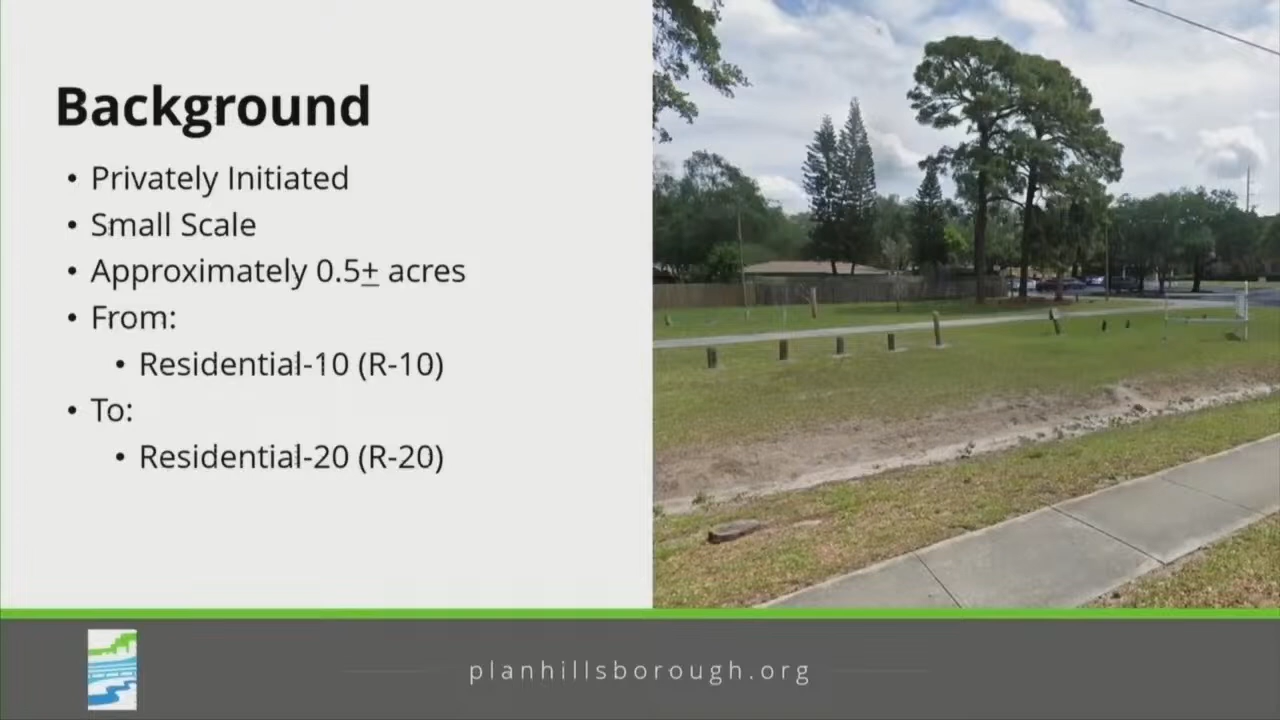 Background
• Privately Initiated
• Small Scale
• Approximately 0.5± acres
• From:
• Residential-10 (R-10)
• To:
• Residential-20 (R-20)
planhillsborough.org